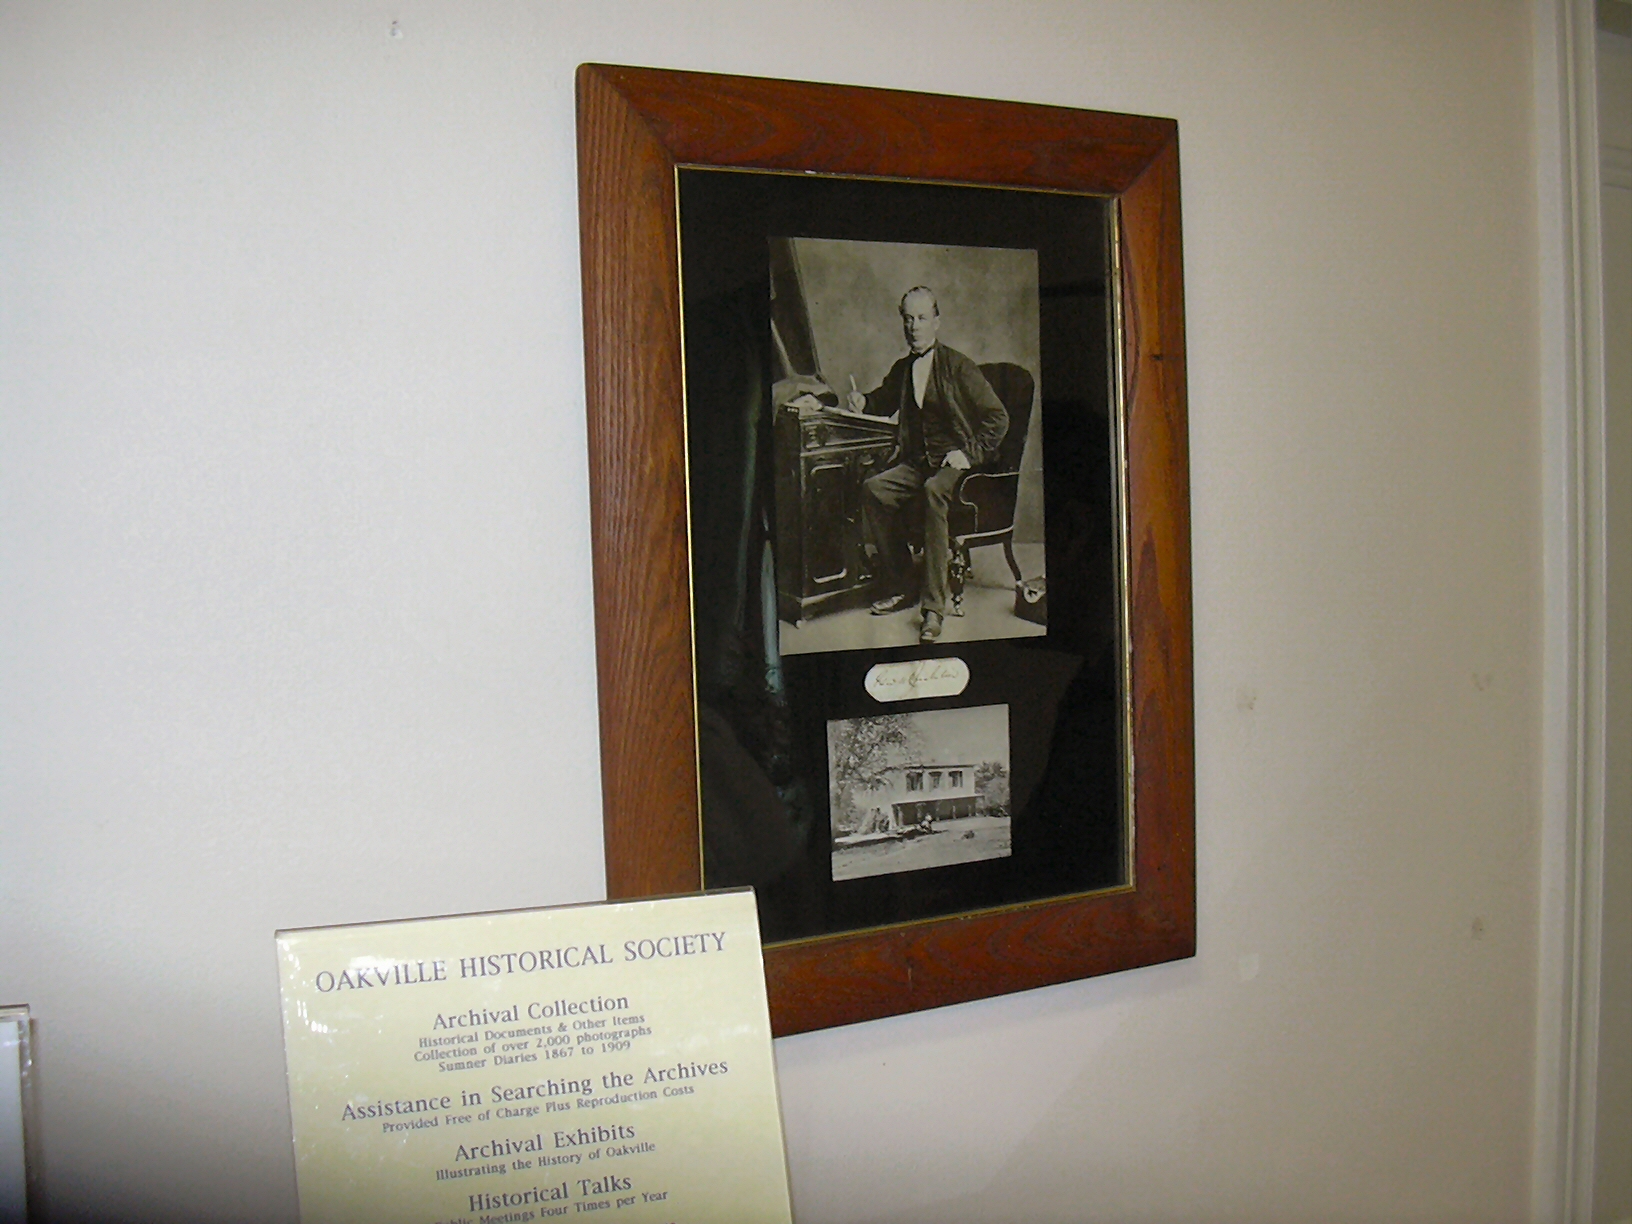 OAKVILLE HISTORICAL SOCIETY
Archival Collection
Historical Documents & Other Items
Collection of over 2,000 photographs
Sumner Diaries 1867 to 1909
Assistance in Searching the Archives
Provided Free of Charge Plus Reproduction Costs
Archival Exhibits
Illustrating the History of Oakville
Historical Talks
Public Meetings Four Times per Year